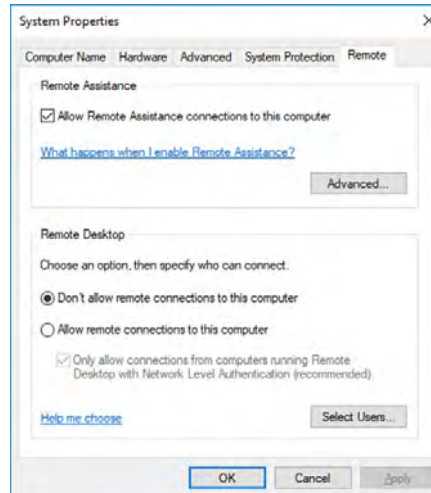 System Properties
Computer Name Hardware Advanced System Protection Remote
Remote Assistance
Allow Remote Assistance connections to this computer
What happens when I enable Remote Assistance?
Advanced...
Remote Desktop
Choose an option, then specify who can connect.
Don't allow remote connections to this computer
Allow remote connections to this computer
Only allow connections from computers running Remote
Desktop with Network Level Authentication (recommended)
Help me choose
Select Users...
OK Cancel Apply